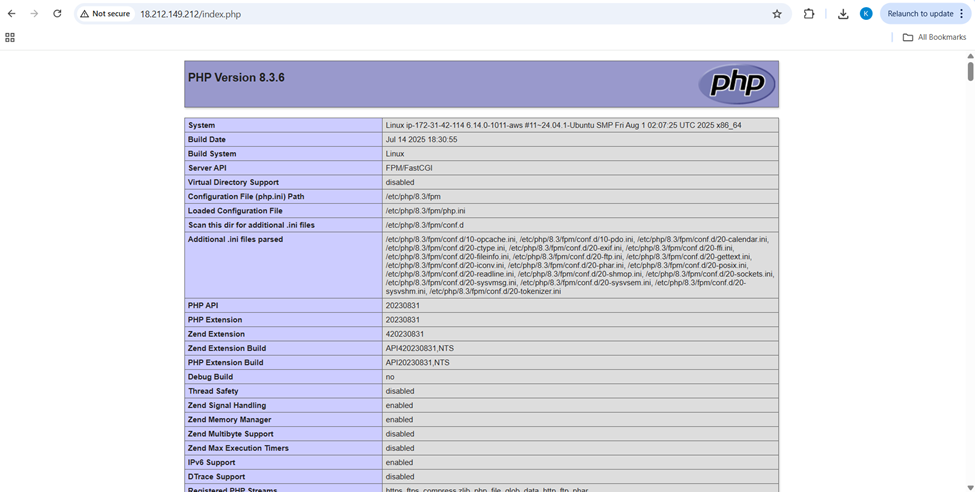 Not secure 18.212.149.212/index.php K Relaunch to update
All Bookmarks
PHP Version 8.3.6 php
System Linux ip-172-31-42-114 6.14.0-1011-aws #11~24.04.1-Ubuntu SMP Fri Aug 1 02:07:25 UTC 2025 x86_64
Build Date Jul 14 2025 18:30:55
Build System Linux
Server API FPM/FastCGI
Virtual Directory Support disabled
Configuration File (php.ini) Path /etc/php/8.3/fpm
Loaded Configuration File /etc/php/8.3/fpm/php.ini
Scan this dir for additional .ini files /etc/php/8.3/fpm/conf.d
Additional .ini files parsed /etc/php/8.3/fpm/conf.d/10-opcache.ini, /etc/php/8.3/fpm/conf.d/10-pdo.ini, /etc/php/8.3/fpm/conf.d/20-calendar.ini,
/etc/php/8.3/fpm/conf.d/20-ctype.ini, /etc/php/8.3/fpm/conf.d/20-exif.ini, /etc/php/8.3/fpm/conf.d/20-ffi.ini,
/etc/php/8.3/fpm/conf.d/20-fileinfo.ini, /etc/php/8.3/fpm/conf.d/20-ftp.ini, /etc/php/8.3/fpm/conf.d/20-gettext.ini,
/etc/php/8.3/fpm/conf.d/20-iconv.ini, /etc/php/8.3/fpm/conf.d/20-phar.ini, /etc/php/8.3/fpm/conf.d/20-posix.ini,
/etc/php/8.3/fpm/conf.d/20-readline.ini, /etc/php/8.3/fpm/conf.d/20-shmop.ini, /etc/php/8.3/fpm/conf.d/20-sockets.ini,
/etc/php/8.3/fpm/conf.d/20-sysvmsg.ini, /etc/php/8.3/fpm/conf.d/20-sysvsem.ini, /etc/php/8.3/fpm/conf.d/20-
sysvshm.ini, /etc/php/8.3/fpm/conf.d/20-tokenizer.ini
PHP API 20230831
PHP Extension 20230831
Zend Extension 420230831
Zend Extension Build API420230831,NTS
PHP Extension Build API20230831,NTS
Debug Build no
Thread Safety disabled
Zend Signal Handling enabled
Zend Memory Manager enabled
Zend Multibyte Support disabled
Zend Max Execution Timers disabled
IPv6 Support enabled
DTrace Support disabled
Registered PHP Streams https, ftps, compress.zlib, php, file, glob, data, http, ftp, phar